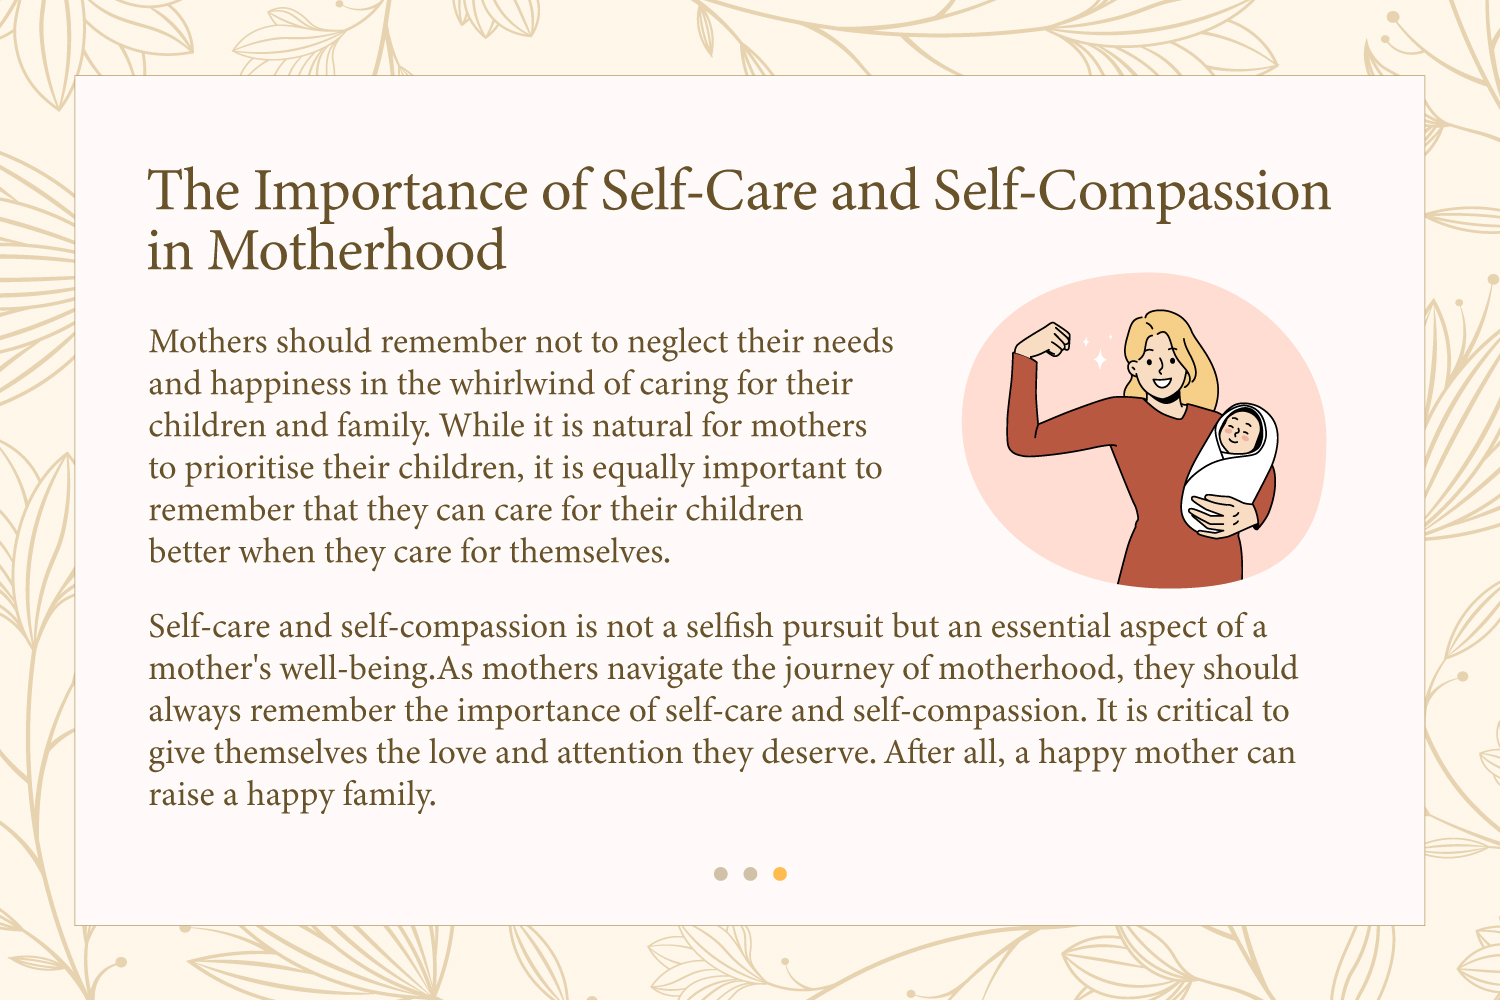 The Importance of Self-Care and Self-Compassion
in Motherhood
Mothers should remember not to neglect their needs
and happiness in the whirlwind of caring for their
children and family. While it is natural for mothers
to prioritise their children, it is equally important to
remember that they can care for their children
better when they care for themselves.
Self-care and self-compassion is not a selfish pursuit but an essential aspect of a
mother's well-being.As mothers navigate the journey of motherhood, they should
always remember the importance of self-care and self-compassion. It is critical to
give themselves the love and attention they deserve. After all, a happy mother can
raise a happy family.